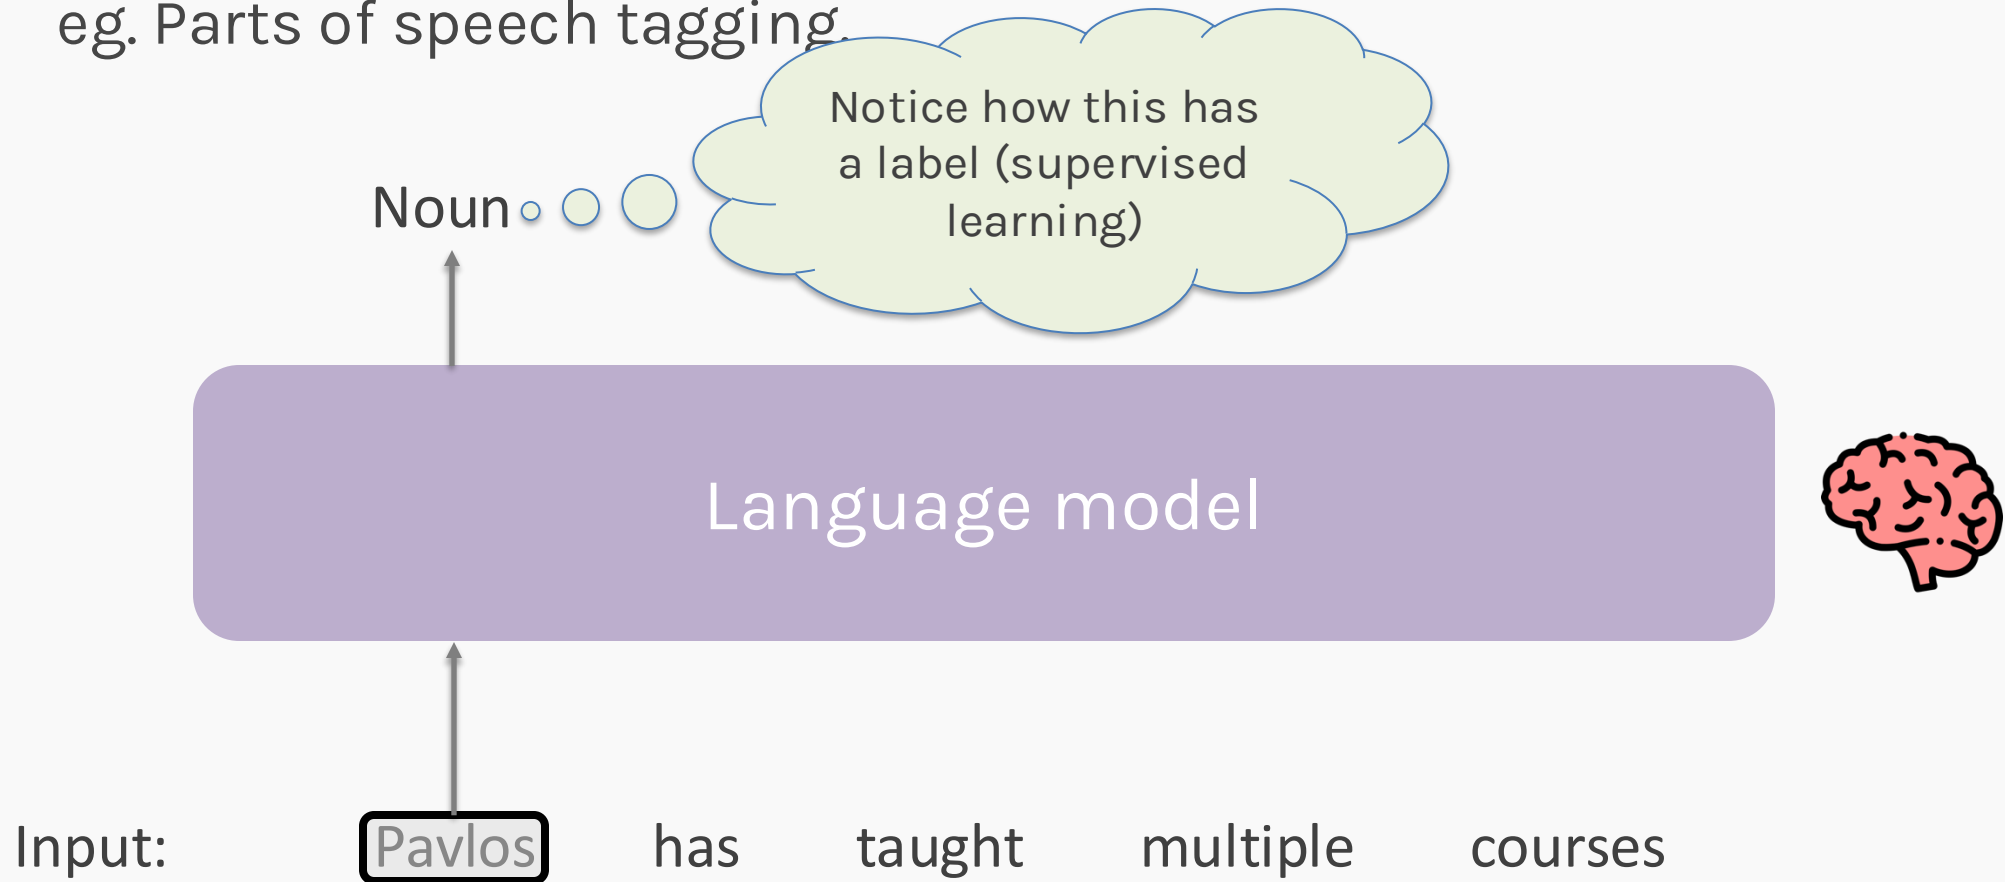 eg. Parts of speech tagging.
Notice how this has
a label (supervised
learning)
Noun
Language model
Input: Pavlos has taught multiple courses